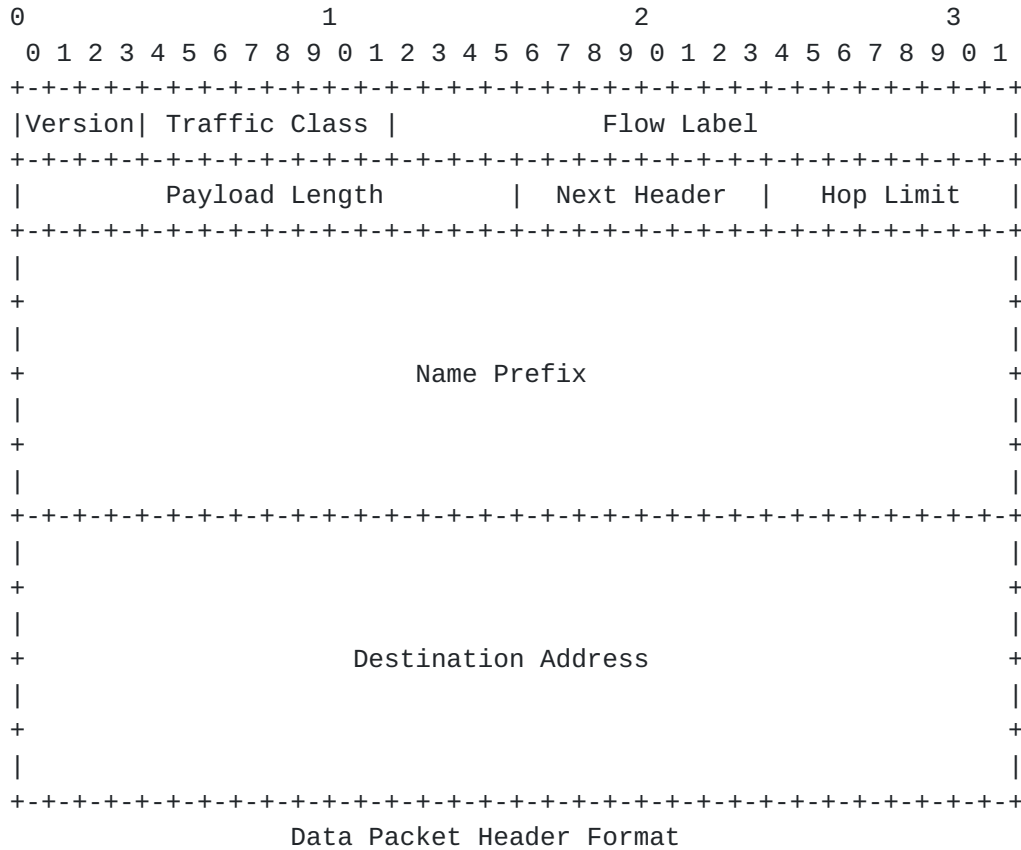 0                   1                   2                   3
 0 1 2 3 4 5 6 7 8 9 0 1 2 3 4 5 6 7 8 9 0 1 2 3 4 5 6 7 8 9 0 1
+-+-+-+-+-+-+-+-+-+-+-+-+-+-+-+-+-+-+-+-+-+-+-+-+-+-+-+-+-+-+-+-+
|Version| Traffic Class |             Flow Label                |
+-+-+-+-+-+-+-+-+-+-+-+-+-+-+-+-+-+-+-+-+-+-+-+-+-+-+-+-+-+-+-+-+
|         Payload Length        |  Next Header  |   Hop Limit   |
+-+-+-+-+-+-+-+-+-+-+-+-+-+-+-+-+-+-+-+-+-+-+-+-+-+-+-+-+-+-+-+-+
|                                                               |
+                                                               +
|                                                               |
+                         Name Prefix                           +
|                                                               |
+                                                               +
|                                                               |
+-+-+-+-+-+-+-+-+-+-+-+-+-+-+-+-+-+-+-+-+-+-+-+-+-+-+-+-+-+-+-+-+
|                                                               |
+                                                               +
|                                                               |
+                     Destination Address                       +
|                                                               |
+                                                               +
|                                                               |
+-+-+-+-+-+-+-+-+-+-+-+-+-+-+-+-+-+-+-+-+-+-+-+-+-+-+-+-+-+-+-+-+
                  Data Packet Header Format